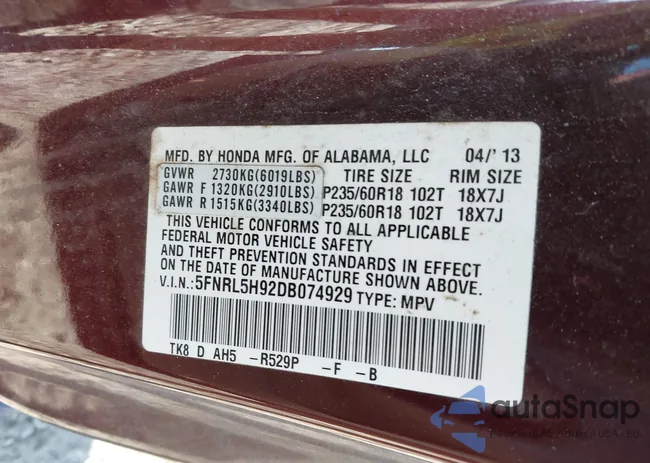 MFD. BY HONDA MFG. OF ALABAMA, LLC 04/'13
GVWR 2730KG(6019LBS) TIRE SIZE RIM SIZE
GAWR F 1320KG(2910LBS) P235/60R18 102T 18X7J
GAWR R 1515KG(3340LBS) P235/60R18 102T 18X7J
THIS VEHICLE CONFORMS TO ALL APPLICABLE
FEDERAL MOTOR VEHICLE SAFETY
AND THEFT PREVENTION STANDARDS IN EFFECT
ON THE DATE OF MANUFACTURE SHOWN ABOVE.
V.I.N.:5FNRL5H92DB074929 TYPE: MPV
TK8 D AH5 -R529P -F -B
autaSnap